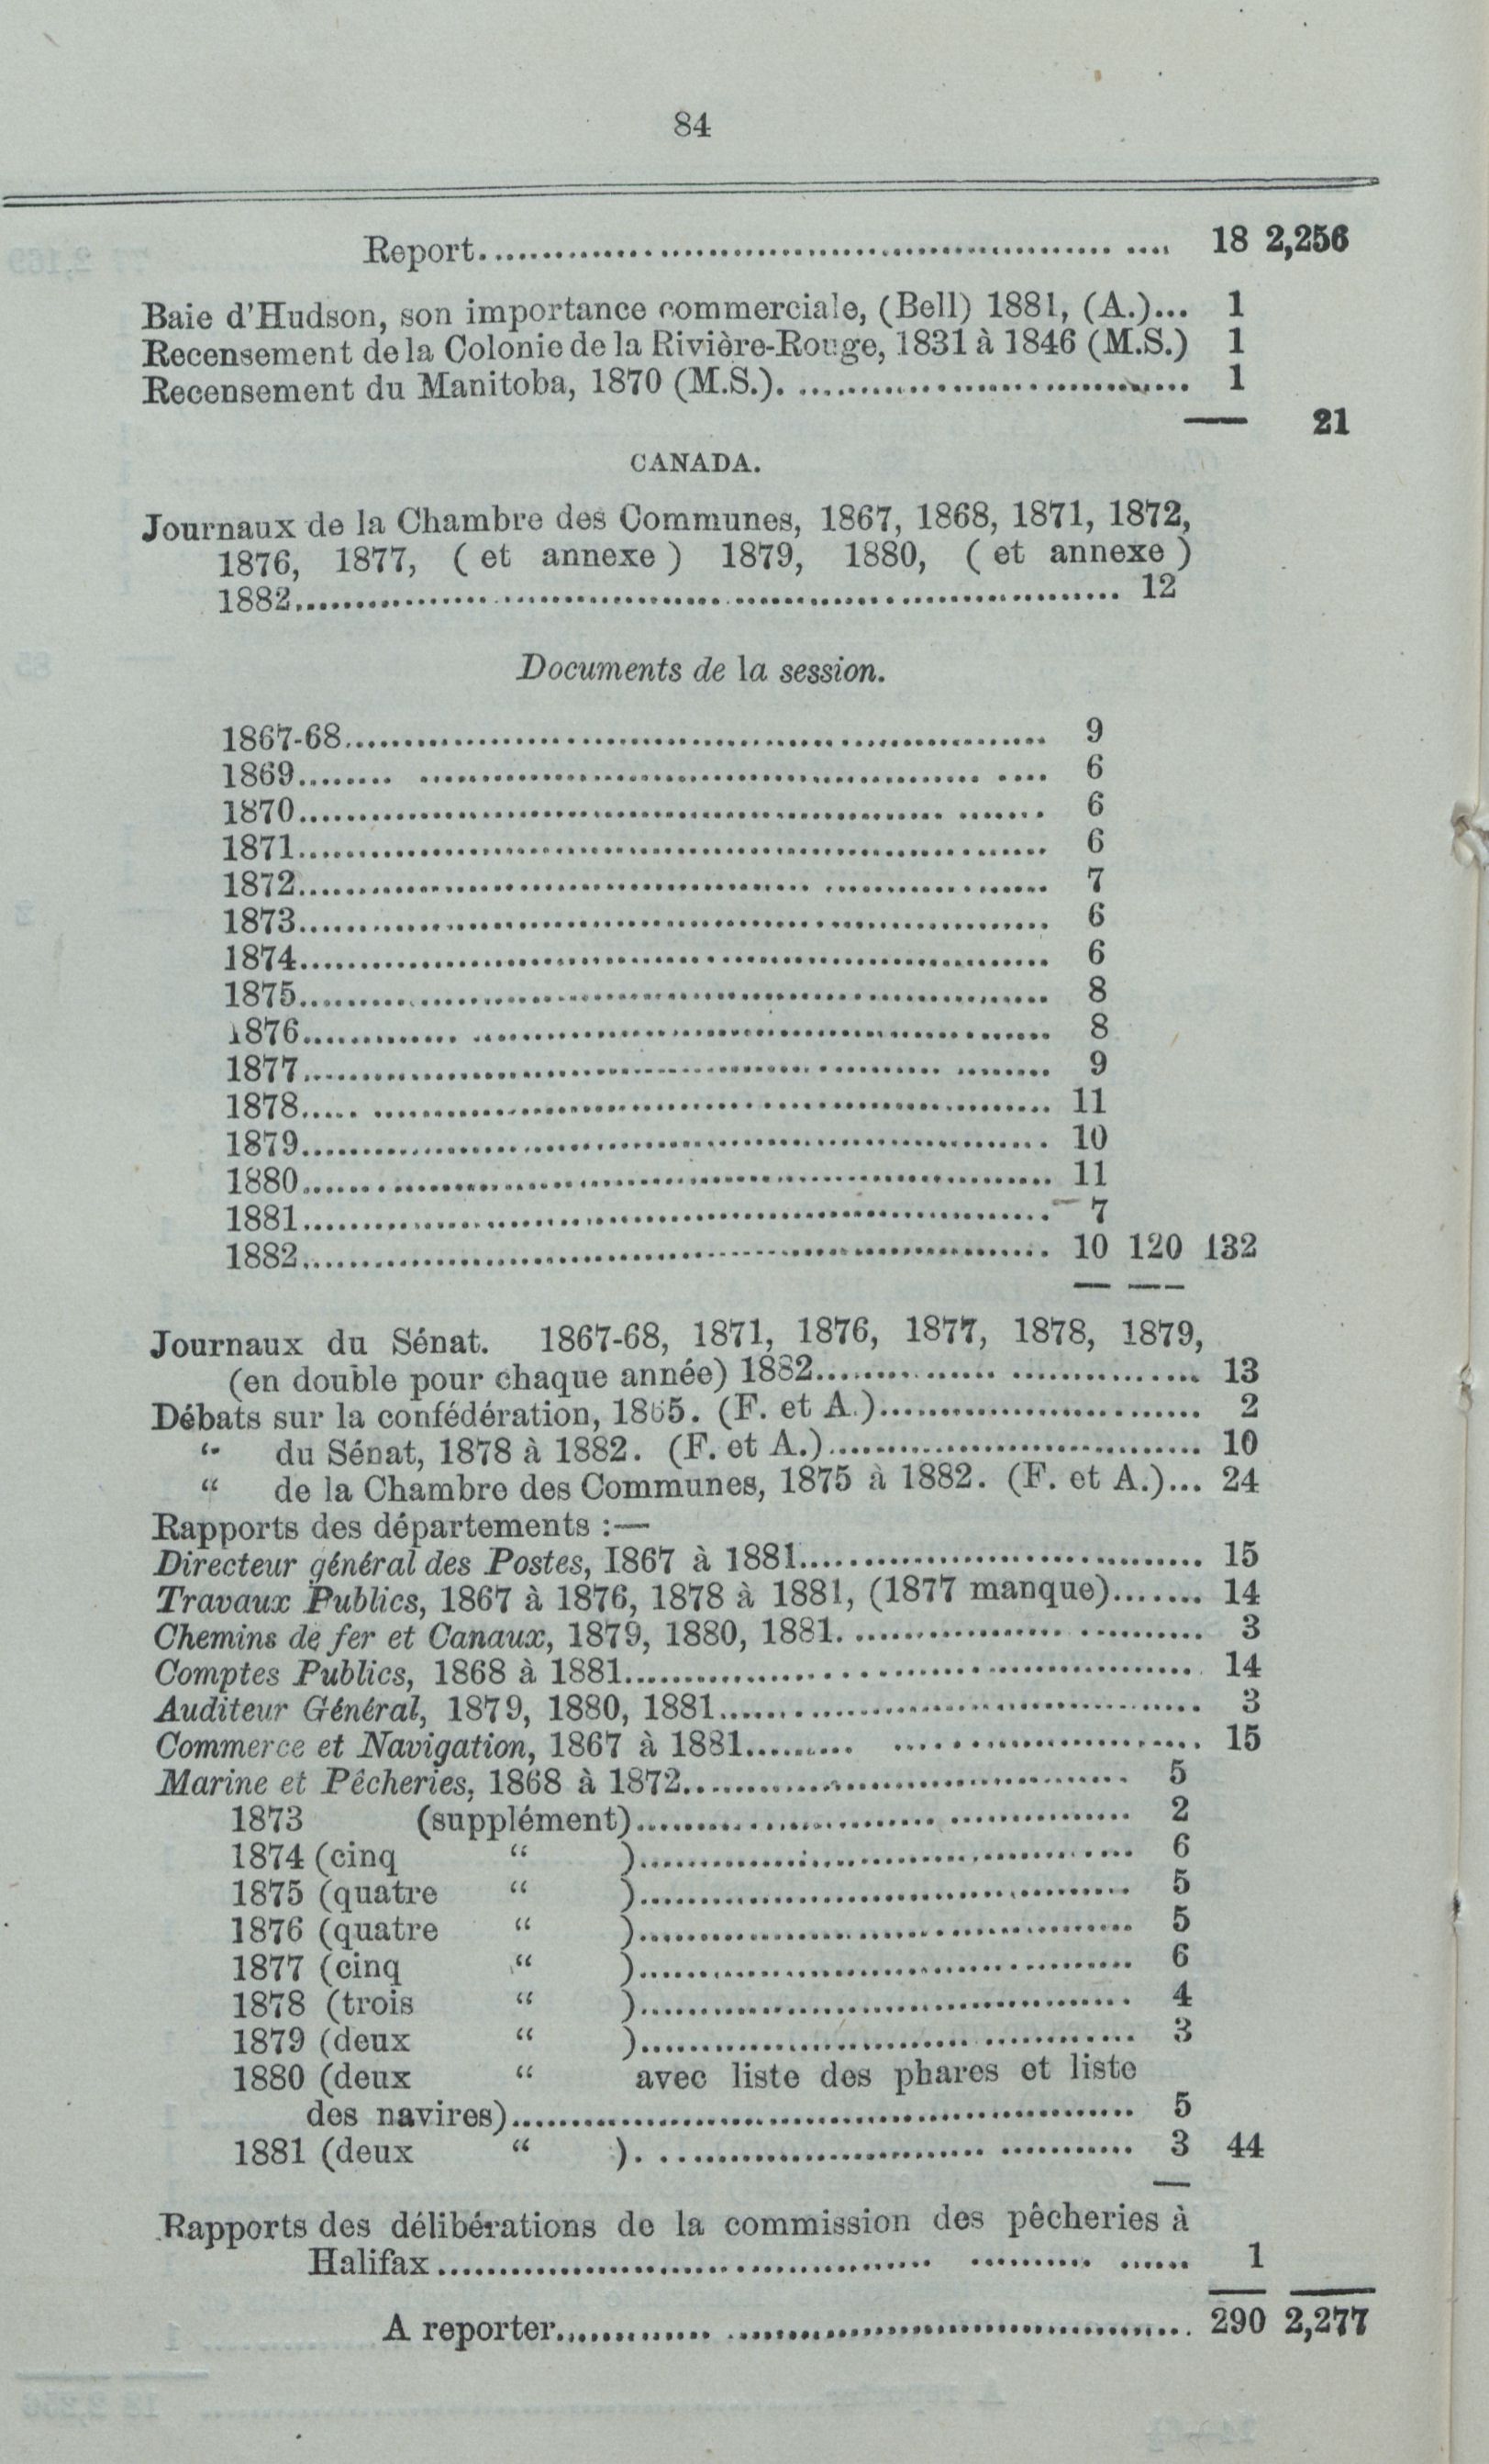 84
Report.................................................... 18 2,256
Baie d'Hudson, son importance commerciale, (Bell) 1881, (A.)... 1
Recensement de la Colonie de la Rivière-Rouge, 1831 à 1846 (M.S.) 1
Recensement du Manitoba, 1870 (M.S.). .............................. 1
— 21
CANADA.
Journaux de la Chambre des Communes, 1867, 1868, 1871, 1872,
1876, 1877, ( et annexe ) 1879, 1880, ( et annexe )
1882.................................................... 12
Documents de la session.
1867-68.................................................... 9
1869.................................................... 6
1870.................................................... 6
1871.................................................... 6
1872.................................................... 7
1873.................................................... 6
1874.................................................... 6
1875.................................................... 8
1876.................................................... 8
1877.................................................... 9
1878.................................................... 11
1879.................................................... 10
1880.................................................... 11
1881.................................................... 7
1882.................................................... 10 120 132
Journaux du Sénat. 1867-68, 1871, 1876, 1877, 1878, 1879,
(en double pour chaque année) 1882.............................. 13
Débats sur la confédération, 1865. (F. et A.).............................. 2
“ du Sénat, 1878 à 1882. (F. et A.).............................. 10
“ de la Chambre des Communes, 1875 à 1882. (F. et A.)... 24
Rapports des départements :—
Directeur général des Postes, 1867 à 1881.............................. 15
Travaux Publics, 1867 à 1876, 1878 à 1881, (1877 manque)....... 14
Chemins de fer et Canaux, 1879, 1880, 1881. .............................. 3
Comptes Publics, 1868 à 1881.............................. 14
Auditeur Général, 1879, 1880, 1881.............................. 3
Commerce et Navigation, 1867 à 1881.............................. 15
Marine et Pêcheries, 1868 à 1872.............................. 5
1873 (supplément).............................. 2
1874 (cinq “ ).............................. 6
1875 (quatre “ ).............................. 5
1876 (quatre “ ).............................. 5
1877 (cinq “ ).............................. 6
1878 (trois “ ).............................. 4
1879 (deux “ ).............................. 3
1880 (deux “ avec liste des phares et liste
des navires).............................. 5
1881 (deux “ ). .............................. 3 44
Rapports des délibérations de la commission des pêcheries à
Halifax.............................. 1
A reporter.............................. 290 2,277